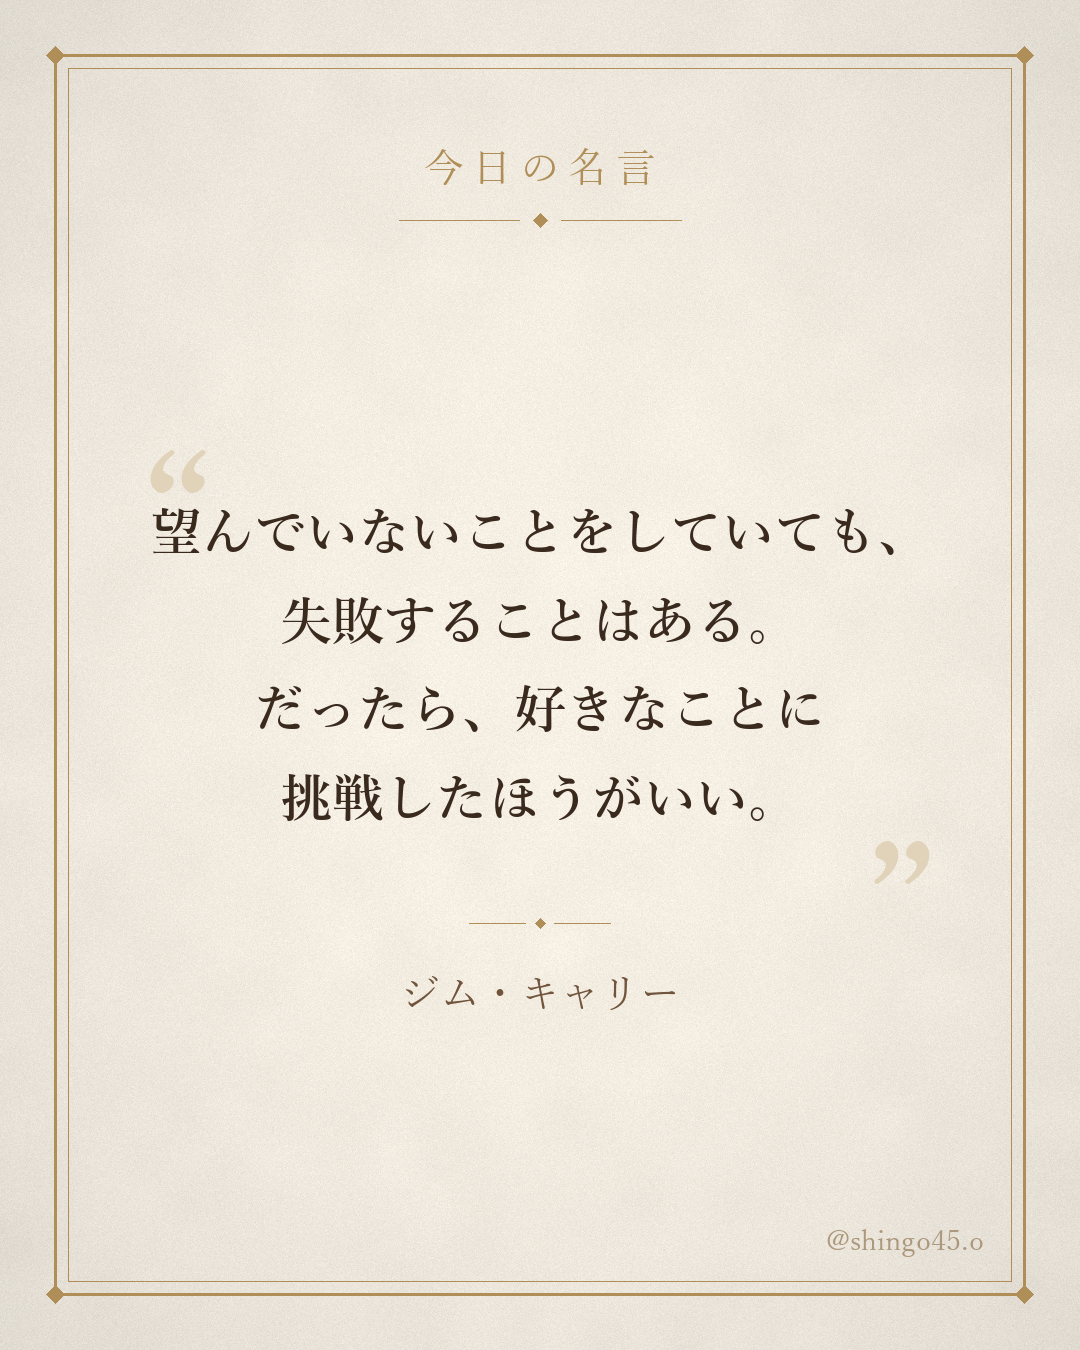 今日の名言
“
望んでいないことをしていても、
失敗することはある。
だったら、好きなことに
挑戦したほうがいい。
”
ジム・キャリー
@shingo45.o